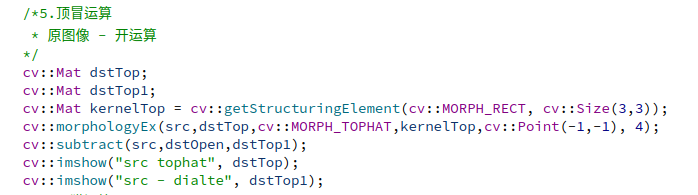 /*5.顶冒运算
* 原图像 - 开运算
*/
cv::Mat dstTop;
cv::Mat dstTop1;
cv::Mat kernelTop = cv::getStructuringElement(cv::MORPH_RECT, cv::Size(3,3));
cv::morphologyEx(src,dstTop,cv::MORPH_TOPHAT,kernelTop,cv::Point(-1,-1), 4);
cv::subtract(src,dstOpen,dstTop1);
cv::imshow("src tophat", dstTop);
cv::imshow("src - dialte", dstTop1);